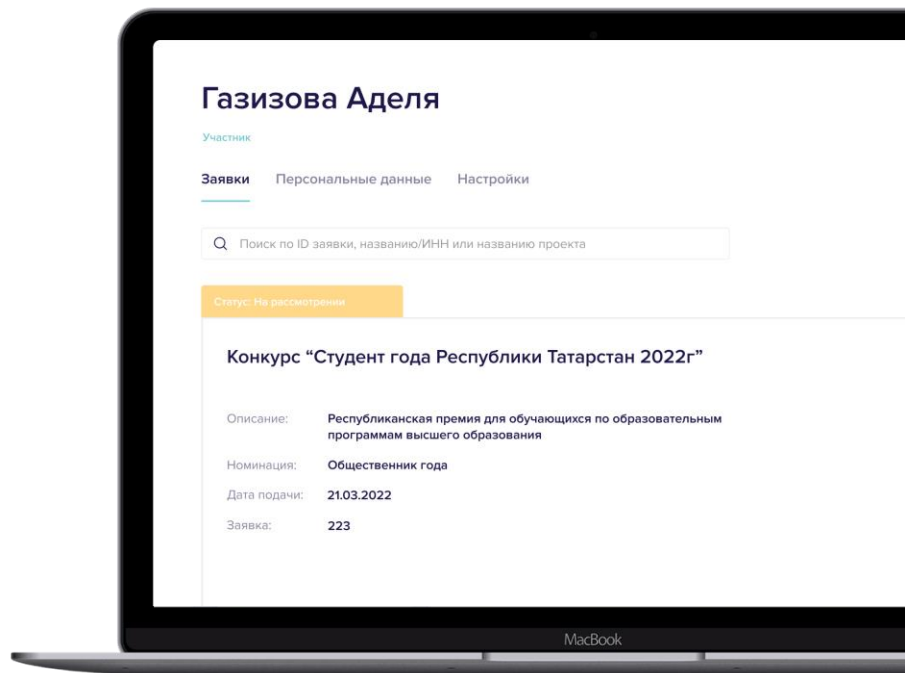 Газизова Аделя
Участник
Заявки Персональные данные Настройки
Поиск по ID заявки, названию/ИНН или названию проекта
Статус: На рассмотрении
Конкурс “Студент года Республики Татарстан 2022г”
Описание: Республиканская премия для обучающихся по образовательным
программам высшего образования
Номинация: Общественник года
Дата подачи: 21.03.2022
Заявка: 223
MacBook